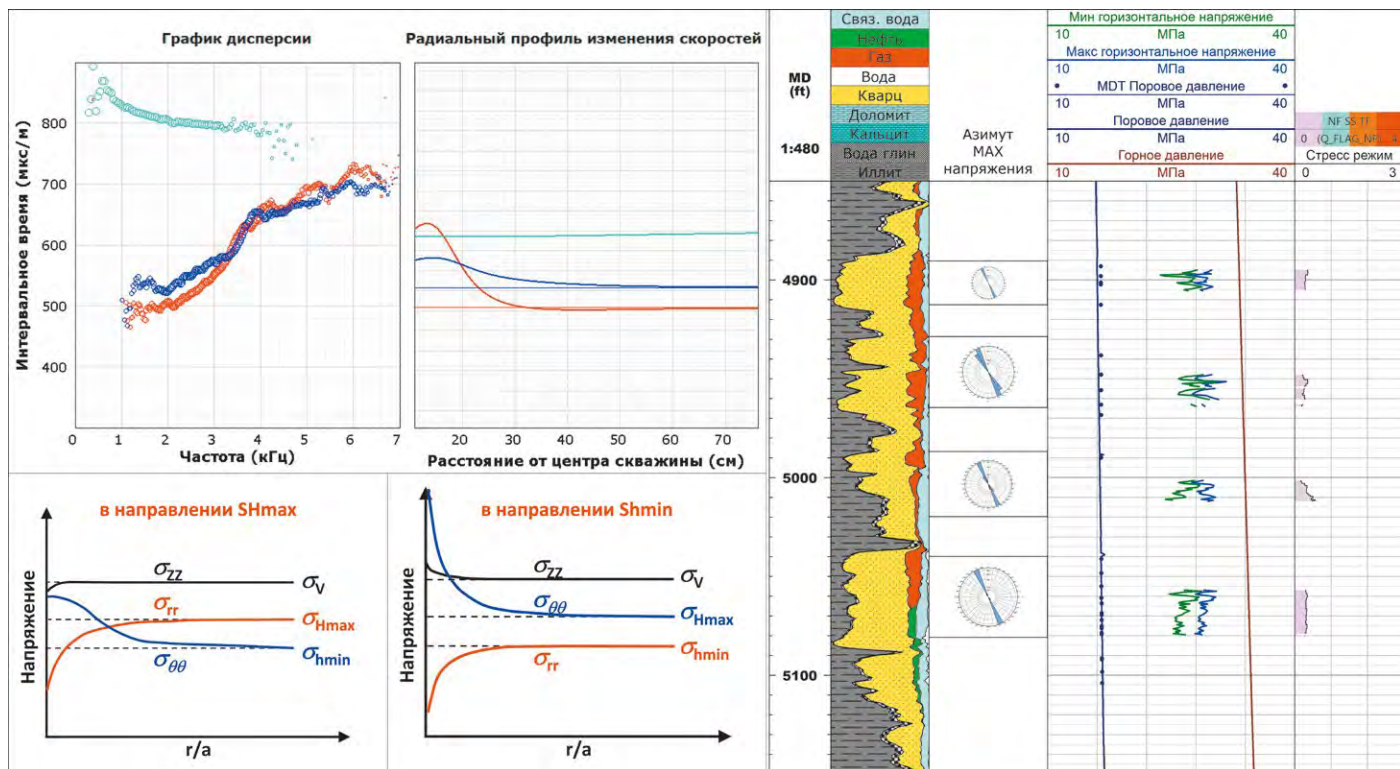 График дисперсии
Интервальное время (мкс/м)
800
700
600
500
400
0 1 2 3 4 5 6 7
Частота (кГц)
Радиальный профиль изменения скоростей
20 30 40 50 60 70
Расстояние от центра скважины (см)
в направлении SHmax
Напряжение
σZZ
σV
σrr
σHmax
σθθ
σhmin
r/a
в направлении Shmin
Напряжение
σZZ
σV
σθθ
σHmax
σrr
σhmin
r/a
MD
(ft)
1:480
4900
5000
5100
Связ. вода
Нефть
Газ
Вода
Кварц
Доломит
Кальцит
Вода глин
Иллит
Азимут
MAX
напряжения
Мин горизонтальное напряжение
10 МПа 40
Макс горизонтальное напряжение
10 МПа 40
MDT Поровое давление
10 МПа 40
Поровое давление
10 МПа 40
Горное давление
10 МПа 40
NF SS TF
0 (Q_FLAG_NF)
Стресс режим
0 3